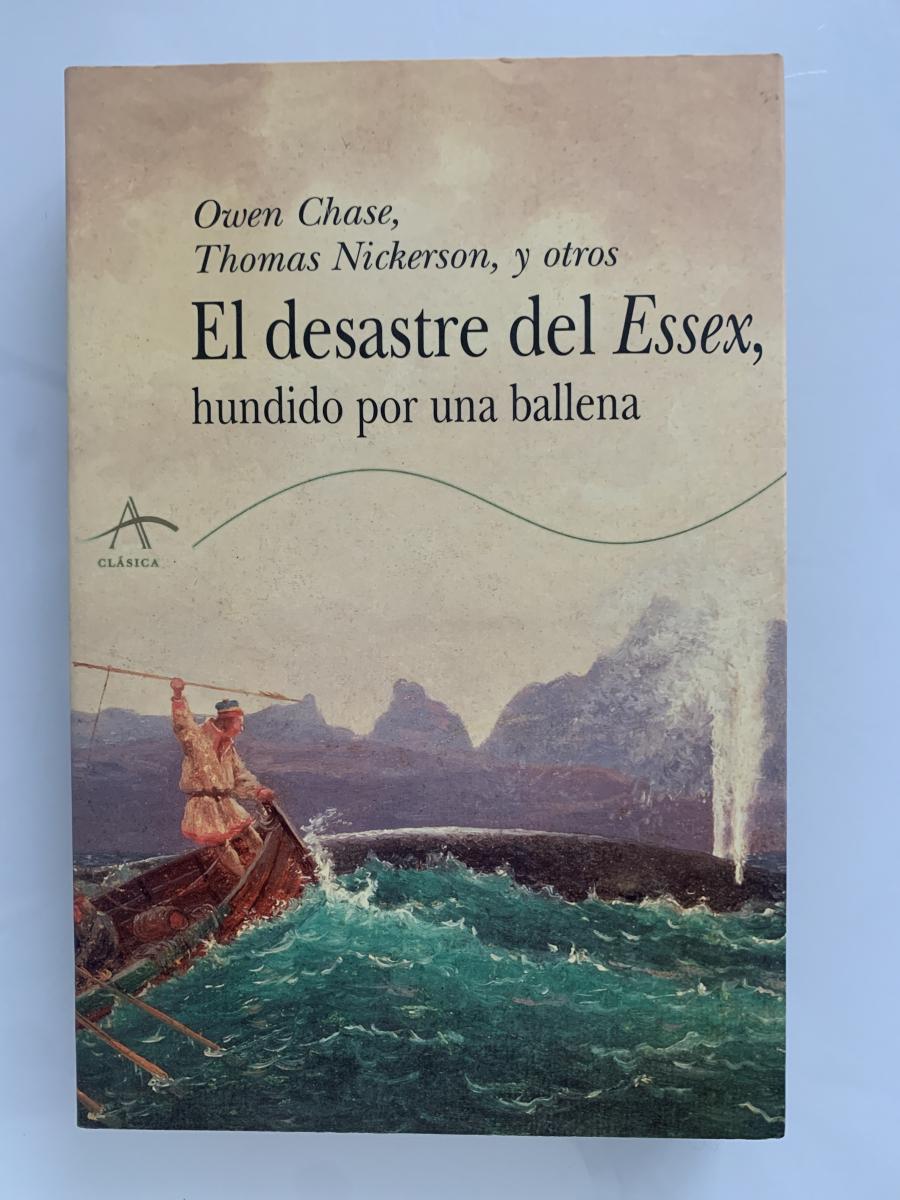 Owen Chase,
Thomas Nickerson, y otros
El desastre del Essex,
hundido por una ballena
A
CLÁSICA